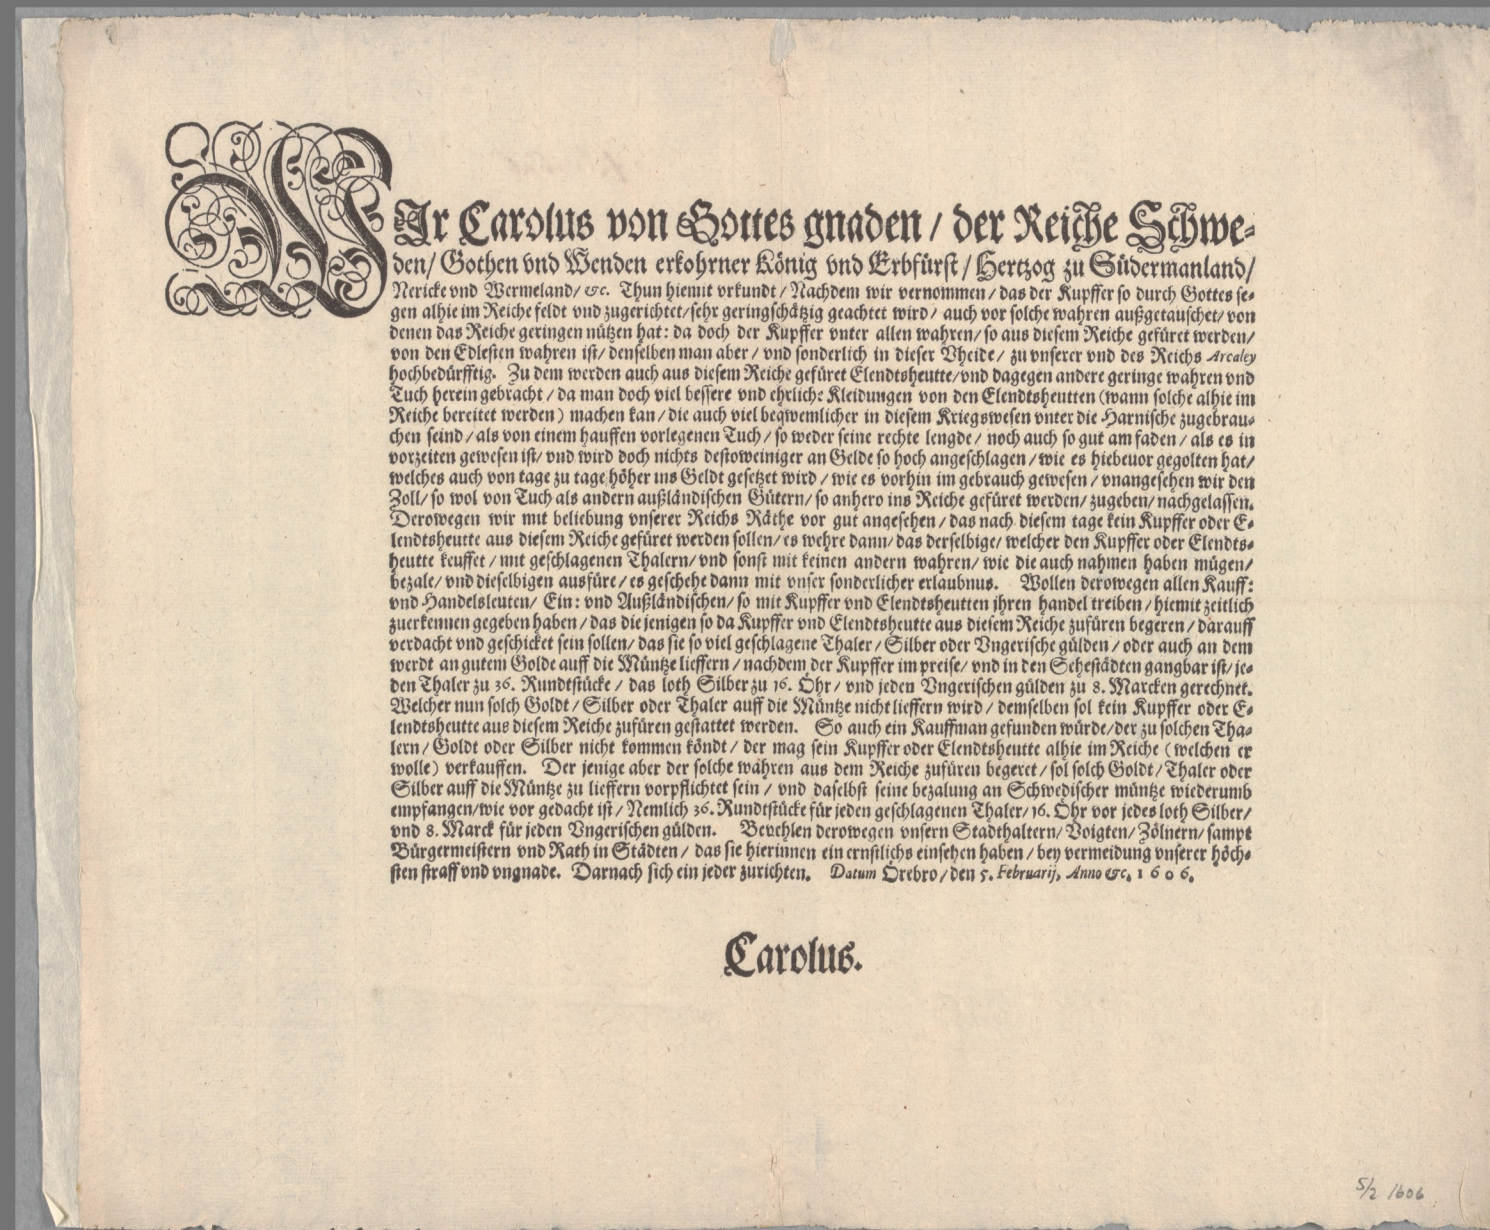 WIr Carolus von Gottes gnaden / der Reiche Schwe-
den/ Gothen vnd Wenden erkohrner König vnd Erbfürst / Hertzog zu Südermanland/
Nericke vnd Wermeland/ &c. Thun hiemit vrkundt / Nachdem wir vernommen / das der Kupffer so durch Gottes se-
gen alhie im Reiche feldt vnd zugerichtet/sehr geringschätzig geachtet wird / auch vor solche wahren außgetauschet/ von
denen das Reiche geringen nützen hat: da doch der Kupffer vnter allen wahren / so aus diesem Reiche gefüret werden/
von den Edlesten wahren ist/ denselben man aber / vnd sonderlich in dieser Vheide / zu vnserer vnd des Reichs Arcaley
hochbedürfftig. Zu dem werden auch aus diesem Reiche gefüret Elendtsheutte/vnd dagegen andere geringe wahren vnd
Tuch herein gebracht / da man doch viel bessere vnd ehrliche Kleidungen von den Elendtsheutten (wann solche alhie im
Reiche bereitet werden) machen kan / die auch viel beqwemlicher in diesem Kriegswesen vnter die Harnische zugebrau-
chen seind / als von einem hauffen vorlegenen Tuch / so weder seine rechte lengde / noch auch so gut am faden / als es in
vorzeiten gewesen ist/ vnd wird doch nichts destoweiniger an Gelde so hoch angeschlagen / wie es hiebeuor gegolten hat/
welches auch von tage zu tage höher ins Geldt gesetzet wird / wie es vorhin im gebrauch gewesen / vnangesehen wir den
Zoll/ so wol von Tuch als andern außländischen Gütern/ so anhero ins Reiche gefüret werden/ zugeben/ nachgelassen.
Derowegen wir mit beliebung vnserer Reichs Räthe vor gut angesehen / das nach diesem tage kein Kupffer oder E-
lendtsheutte aus diesem Reiche gefüret werden sollen/ es wehre dann/ das derselbige/ welcher den Kupffer oder Elendts-
heutte keuffet / mit geschlagenen Thalern/ vnd sonst mit keinen andern wahren/ wie die auch nahmen haben mügen/
bezale/ vnd dieselbigen ausfüre / es geschehe dann mit vnser sonderlicher erlaubnus. Wollen derowegen allen Kauff:
vnd Handelsleuten/ Ein: vnd Außländischen / so mit Kupffer vnd Elendtsheutten jhren handel treiben / hiemit zeitlich
zuerkennen gegeben haben / das die jenigen so da Kupffer vnd Elendtsheutte aus diesem Reiche zufüren begeren / darauff
verdacht vnd geschicket sein sollen/ das sie so viel geschlagene Thaler / Silber oder Vngerische gülden / oder auch an dem
werdt an gutem Golde auff die Müntze lieffern / nachdem der Kupffer im preise/ vnd in den Sehestädten gangbar ist/ je-
den Thaler zu 36. Rundtstücke / das loth Silber zu 16. Öhr / vnd jeden Vngerischen gülden zu 8. Marcken gerechnet.
Welcher nun solch Goldt / Silber oder Thaler auff die Müntze nicht lieffern wird / demselben sol kein Kupffer oder E-
lendtsheutte aus diesem Reiche zufüren gestattet werden. So auch ein Kauffman gefunden würde/der zu solchen Tha-
lern/ Goldt oder Silber nicht kommen köndt / der mag sein Kupffer oder Elendtsheutte alhie im Reiche (welchen er
wolle) verkauffen. Der jenige aber der solche wahren aus dem Reiche zufüren begeret / sol solch Goldt / Thaler oder
Silber auff die Müntze zu lieffern vorpflichtet sein / vnd daselbst seine bezalung an Schwedischer müntze wiederumb
empfangen/ wie vor gedacht ist / Nemlich 36. Rundtstücke für jeden geschlagenen Thaler/ 16. Öhr vor jedes loth Silber/
vnd 8. Marck für jeden Vngerischen gülden. Bevehlen derowegen vnsern Stadthaltern/ Voigten / Zölnern/ sampt
Bürgermeistern vnd Rath in Städten / das sie hierinnen ein ernstlichs einsehen haben / bey vermeidung vnserer höch-
sten straff vnd vngnade. Darnach sich ein jeder zurichten. Datum Örebro / den 5. Februarij, Anno &c. 1606.
Carolus.
5/2 1606